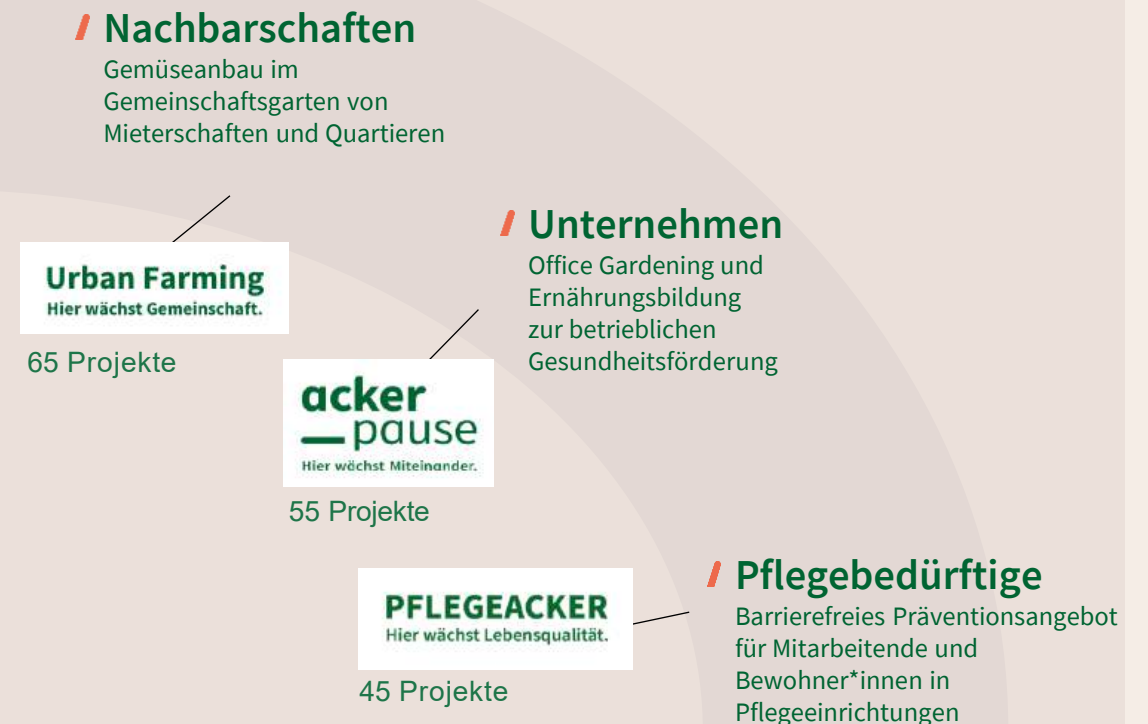 Nachbarschaften
Gemüseanbau im
Gemeinschaftsgarten von
Mieterschaften und Quartieren
Urban Farming
Hier wächst Gemeinschaft.
65 Projekte
Unternehmen
Office Gardening und
Ernährungsbildung
zur betrieblichen
Gesundheitsförderung
acker
_pause
Hier wächst Miteinander.
55 Projekte
Pflegebedürftige
Barrierefreies Präventionsangebot
für Mitarbeitende und
Bewohner*innen in
Pflegeeinrichtungen
PFLEGEACKER
Hier wächst Lebensqualität.
45 Projekte